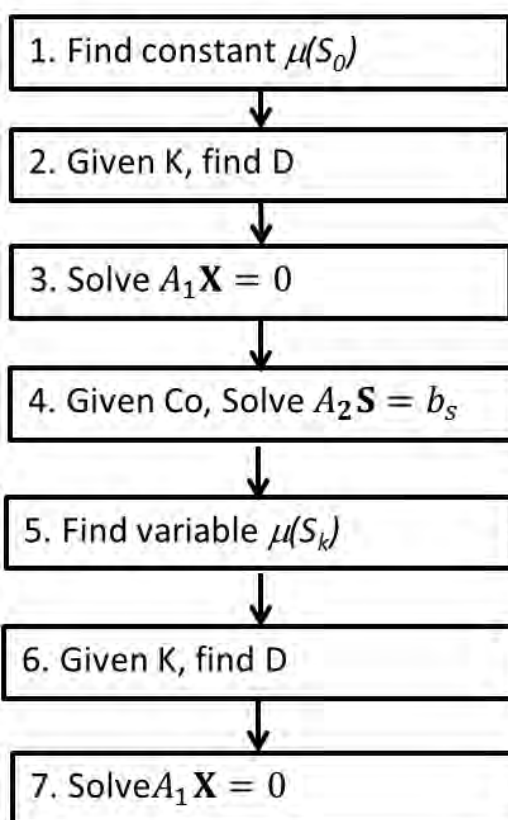 1. Find constant μ(S₀)
2. Given K, find D
3. Solve A₁X = 0
4. Given Co, Solve A₂S = bₛ
5. Find variable μ(Sₖ)
6. Given K, find D
7. SolveA₁X = 0